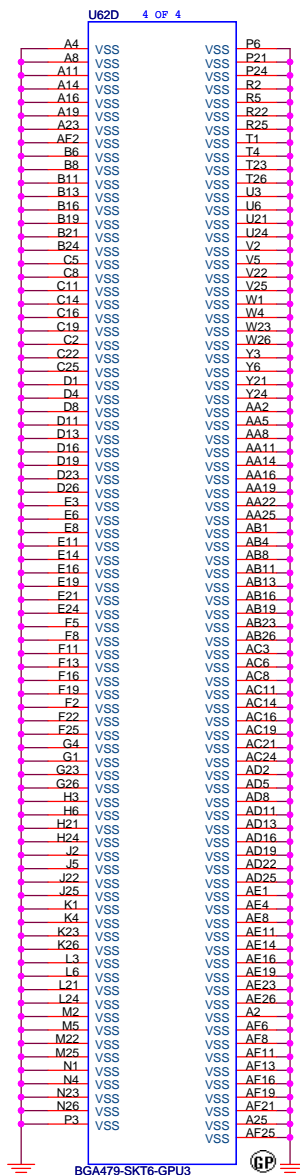 U62D 4 OF 4
A4 VSS VSS P6
A8 VSS VSS P21
A11 VSS VSS P24
A14 VSS VSS R2
A16 VSS VSS R5
A19 VSS VSS R22
A23 VSS VSS R25
AF2 VSS VSS T1
B6 VSS VSS T4
B8 VSS VSS T23
B11 VSS VSS T26
B13 VSS VSS U3
B16 VSS VSS U6
B19 VSS VSS U21
B21 VSS VSS U24
B24 VSS VSS V2
C5 VSS VSS V5
C8 VSS VSS V22
C11 VSS VSS V25
C14 VSS VSS W1
C16 VSS VSS W4
C19 VSS VSS W23
C2 VSS VSS W26
C22 VSS VSS Y3
C25 VSS VSS Y6
D1 VSS VSS Y21
D4 VSS VSS Y24
D8 VSS VSS AA2
D11 VSS VSS AA5
D13 VSS VSS AA8
D16 VSS VSS AA11
D19 VSS VSS AA14
D23 VSS VSS AA16
D26 VSS VSS AA19
E3 VSS VSS AA22
E6 VSS VSS AA25
E8 VSS VSS AB1
E11 VSS VSS AB4
E14 VSS VSS AB8
E16 VSS VSS AB11
E19 VSS VSS AB13
E21 VSS VSS AB16
E24 VSS VSS AB19
F5 VSS VSS AB23
F8 VSS VSS AB26
F11 VSS VSS AC3
F13 VSS VSS AC6
F16 VSS VSS AC8
F19 VSS VSS AC11
F2 VSS VSS AC14
F22 VSS VSS AC16
F25 VSS VSS AC19
G4 VSS VSS AC21
G1 VSS VSS AC24
G23 VSS VSS AD2
G26 VSS VSS AD5
H3 VSS VSS AD8
H6 VSS VSS AD11
H21 VSS VSS AD13
H24 VSS VSS AD16
J2 VSS VSS AD19
J5 VSS VSS AD22
J22 VSS VSS AD25
J25 VSS VSS AE1
K1 VSS VSS AE4
K4 VSS VSS AE8
K23 VSS VSS AE11
K26 VSS VSS AE14
L3 VSS VSS AE16
L6 VSS VSS AE19
L21 VSS VSS AE23
L24 VSS VSS AE26
M2 VSS VSS A2
M5 VSS VSS AF6
M22 VSS VSS AF8
M25 VSS VSS AF11
N1 VSS VSS AF13
N4 VSS VSS AF16
N23 VSS VSS AF19
N26 VSS VSS AF21
P3 VSS VSS A25
VSS AF25
GP
BGA479-SKT6-GPU3